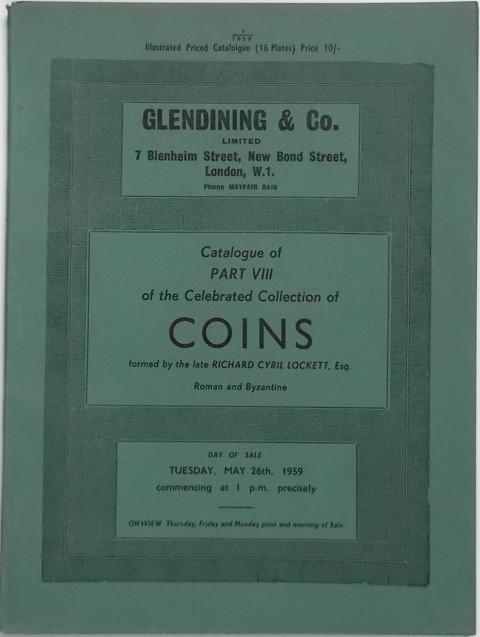 1959
Illustrated Priced Catalolgue (16 Plates) Price 10/-
GLENDINING & Co.
LIMITED
7 Blenheim Street, New Bond Street,
London, W.1.
Phone MAYFAIR 0416
Catalogue of
PART VIII
of the Celebrated Collection of
COINS
formed by the late RICHARD CYRIL LOCKETT, Esq.
Roman and Byzantine
DAY OF SALE
TUESDAY, MAY 26th, 1959
commencing at 1 p.m. precisely
ON VIEW Thursday, Friday and Monday prior and morning of Sale